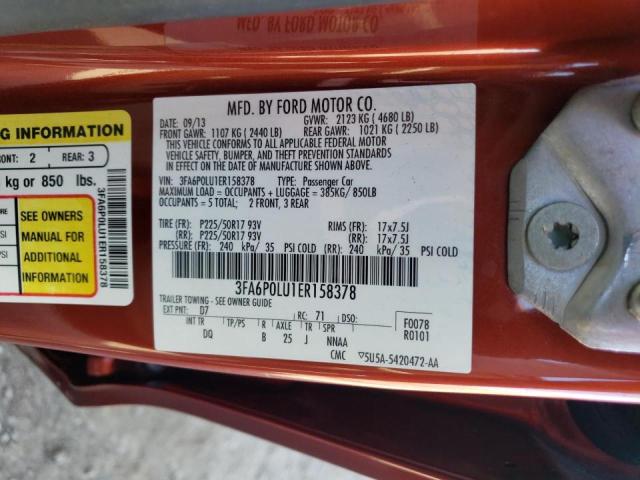 MFD. BY FORD MOTOR CO.
MFD. BY FORD MOTOR CO.
DATE: 09/13
GVWR: 2123 KG ( 4680 LB)
FRONT GAWR: 1107 KG ( 2440 LB)
REAR GAWR: 1021 KG ( 2250 LB)
THIS VEHICLE CONFORMS TO ALL APPLICABLE FEDERAL MOTOR
VEHICLE SAFETY, BUMPER, AND THEFT PREVENTION STANDARDS
IN EFFECT ON THE DATE OF MANUFACTURE SHOWN ABOVE.
VIN: 3FA6P0LU1ER158378 TYPE: Passenger Car
MAXIMUM LOAD = OCCUPANTS + LUGGAGE = 385KG/ 850LB
OCCUPANTS = 5 TOTAL; 2 FRONT, 3 REAR
TIRE (FR): P225/50R17 93V RIMS (FR): 17x7.5J
(RR): P225/50R17 93V (RR): 17x7.5J
PRESSURE (FR): 240 kPa/ 35 PSI COLD (RR): 240 kPa/ 35 PSI COLD
3FA6P0LU1ER158378
TRAILER TOWING - SEE OWNER GUIDE
EXT PNT: D7 RC: 71 DSO:
F0078
R0101
INT TR TP/PS R AXLE TR SPR
DQ B 25 J NNAA
CMC ▽5U5A-5420472-AA
G INFORMATION
FRONT: 2 REAR: 3
kg or 850 lbs.
SEE OWNERS
MANUAL FOR
ADDITIONAL
INFORMATION
3FA6P0LU1ER158378